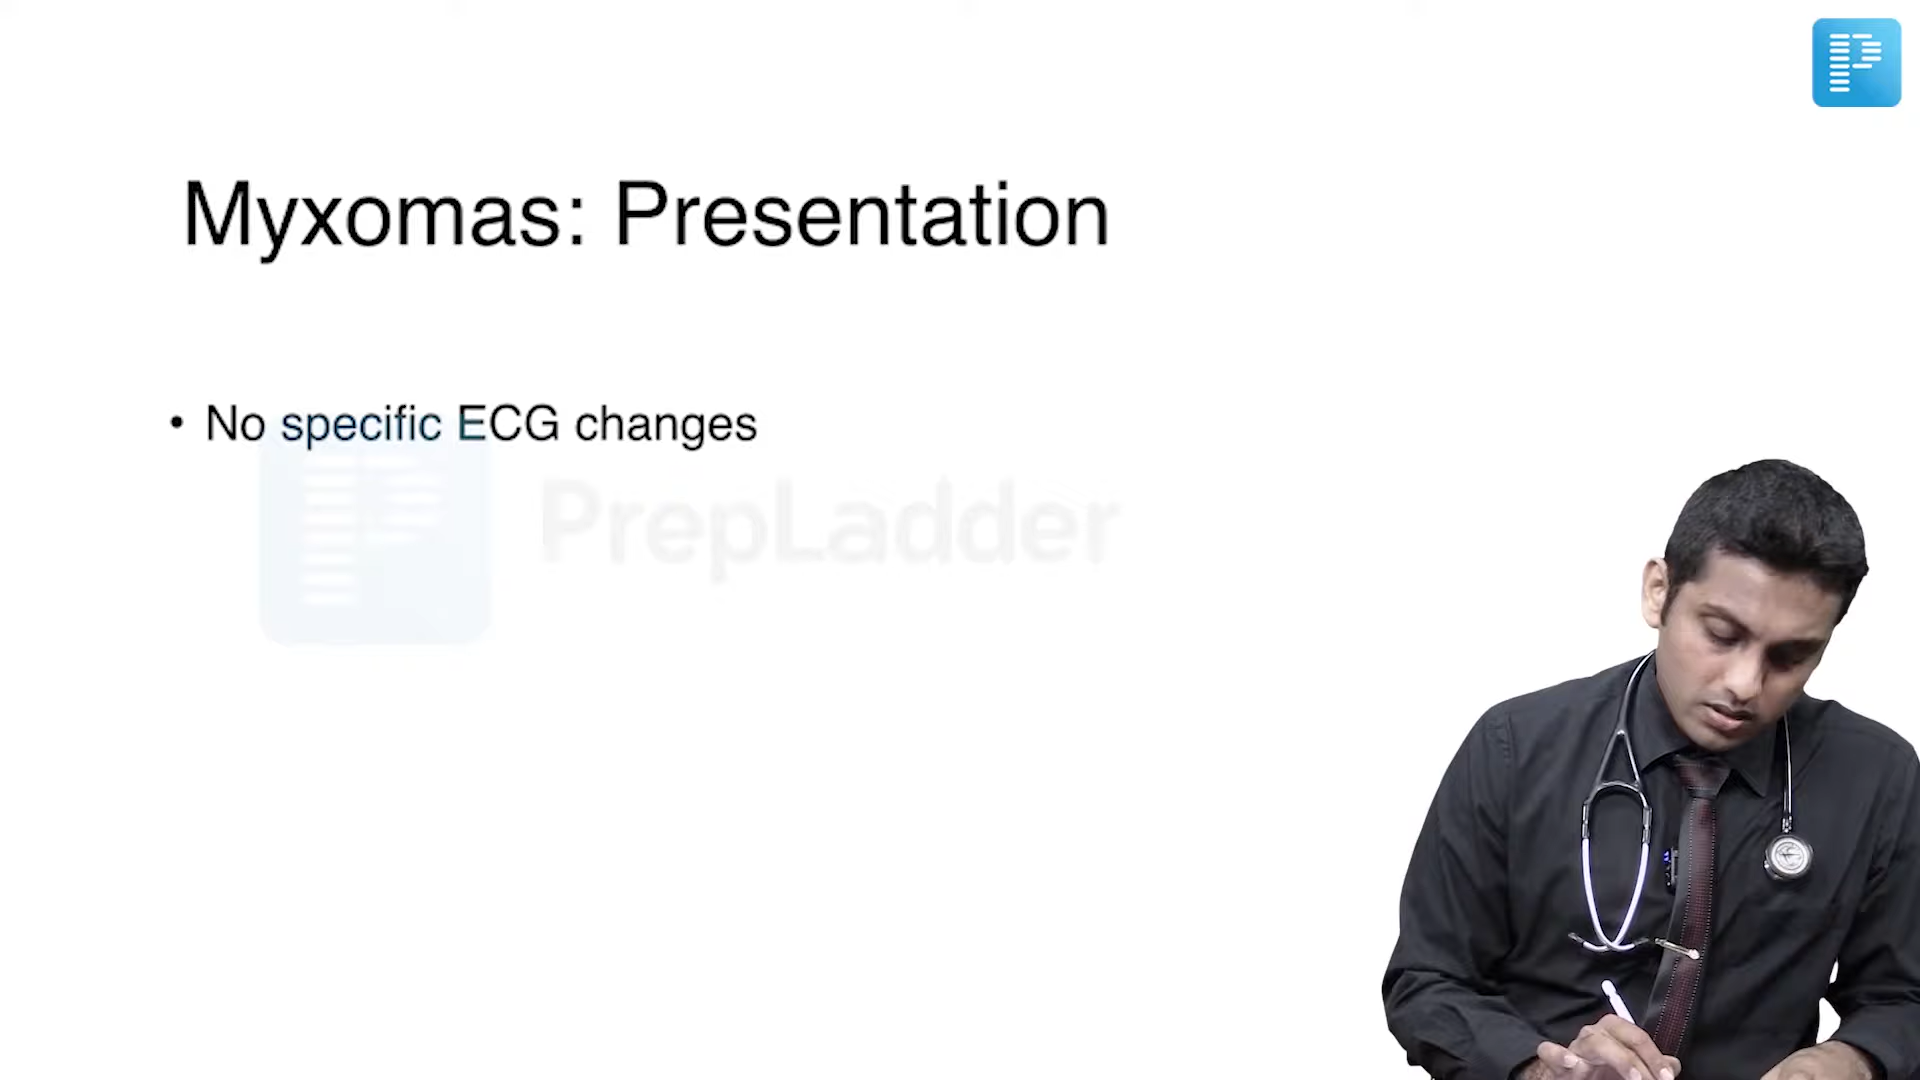 Myxomas: Presentation
• No specific ECG changes
PrepLadder